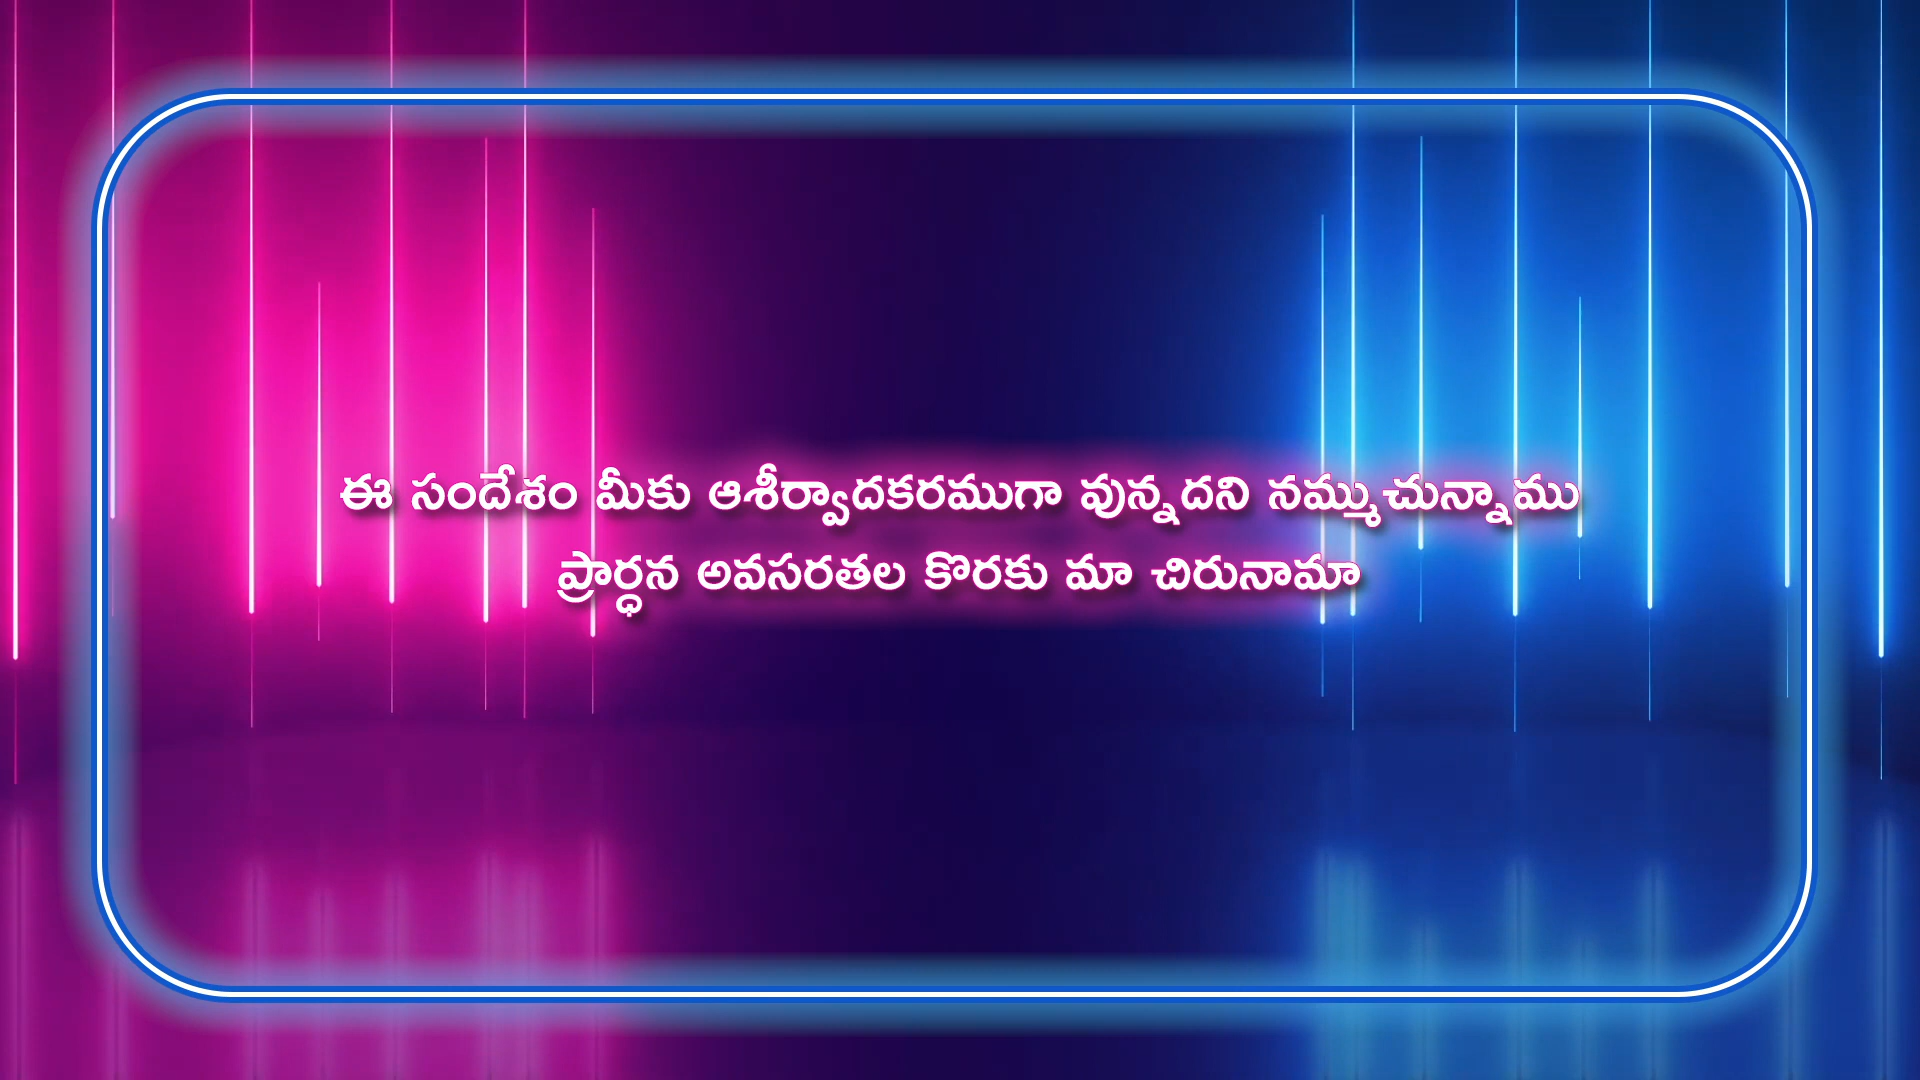 ఈ సందేశం మీకు ఆశీర్వాదకరముగా వున్నదని నమ్ముచున్నాము
ప్రార్ధన అవసరతల కొరకు మా చిరునామా